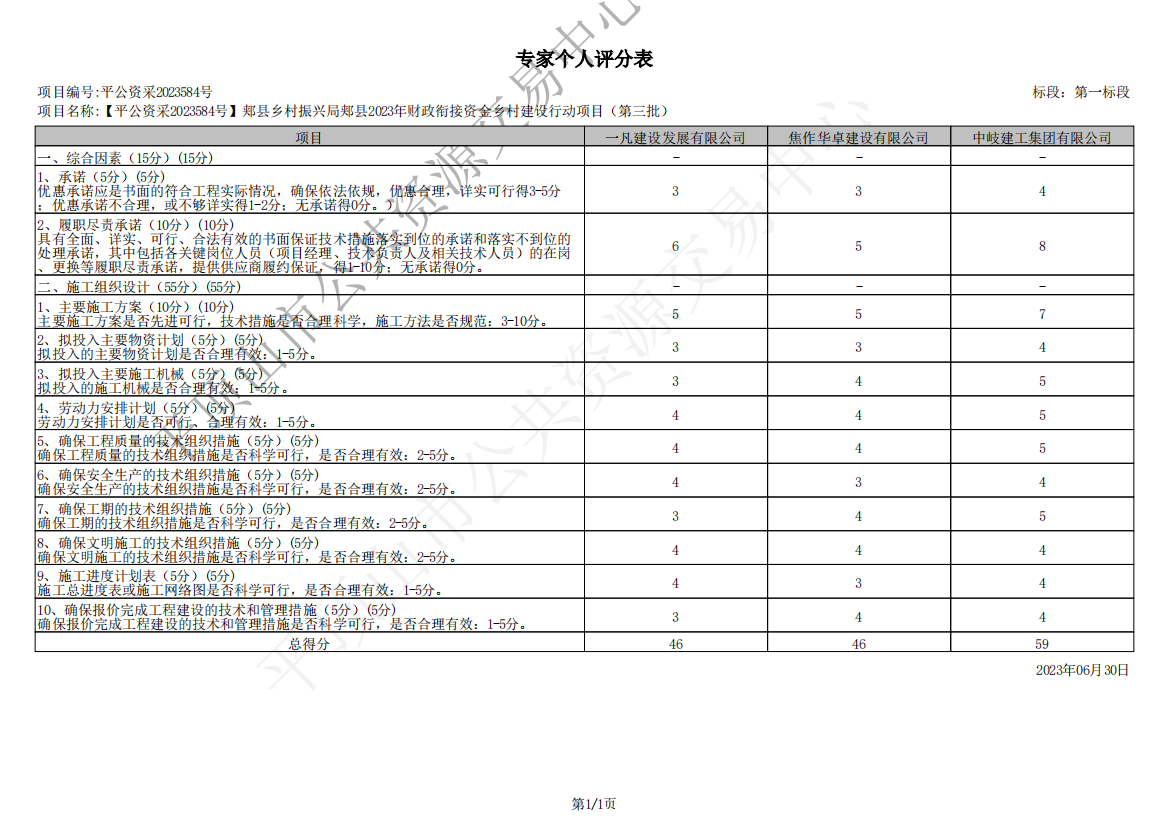 专家个人评分表
项目编号:平公资采2023584号 标段：第一标段
项目名称:【平公资采2023584号】郏县乡村振兴局郏县2023年财政衔接资金乡村建设行动项目（第三批）
项目 一凡建设发展有限公司 焦作华卓建设有限公司 中岐建工集团有限公司
一、综合因素（15分）(15分) - - -
1、承诺（5分）(5分)
优惠承诺应是书面的符合工程实际情况，确保依法依规，优惠合理，详实可行得3-5分
；优惠承诺不合理，或不够详实得1-2分；无承诺得0分。） 3 3 4
2、履职尽责承诺（10分）(10分)
具有全面、详实、可行、合法有效的书面保证技术措施落实到位的承诺和落实不到位的
处理承诺，其中包括各关键岗位人员（项目经理、技术负责人及相关技术人员）的在岗
、更换等履职尽责承诺，提供供应商履约保证，得1-10分；无承诺得0分。 6 5 8
二、施工组织设计（55分）(55分) - - -
1、主要施工方案（10分）(10分)
主要施工方案是否先进可行，技术措施是否合理科学，施工方法是否规范：3-10分。 5 5 7
2、拟投入主要物资计划（5分）(5分)
拟投入的主要物资计划是否合理有效：1-5分。 3 3 4
3、拟投入主要施工机械（5分）(5分)
拟投入的施工机械是否合理有效：1-5分。 3 4 5
4、劳动力安排计划（5分）(5分)
劳动力安排计划是否可行、合理有效：1-5分。 4 4 5
5、确保工程质量的技术组织措施（5分）(5分)
确保工程质量的技术组织措施是否科学可行，是否合理有效：2-5分。 4 4 5
6、确保安全生产的技术组织措施（5分）(5分)
确保安全生产的技术组织措施是否科学可行，是否合理有效：2-5分。 4 3 4
7、确保工期的技术组织措施（5分）(5分)
确保工期的技术组织措施是否科学可行，是否合理有效：2-5分。 3 4 5
8、确保文明施工的技术组织措施（5分）(5分)
确保文明施工的技术组织措施是否科学可行，是否合理有效：2-5分。 4 4 4
9、施工进度计划表（5分）(5分)
施工总进度表或施工网络图是否科学可行，是否合理有效：1-5分。 4 3 4
10、确保报价完成工程建设的技术和管理措施（5分）(5分)
确保报价完成工程建设的技术和管理措施是否科学可行，是否合理有效：1-5分。 3 4 4
总得分 46 46 59
2023年06月30日
第1/1页
平顶山市公共资源交易中心
平顶山市公共资源交易中心